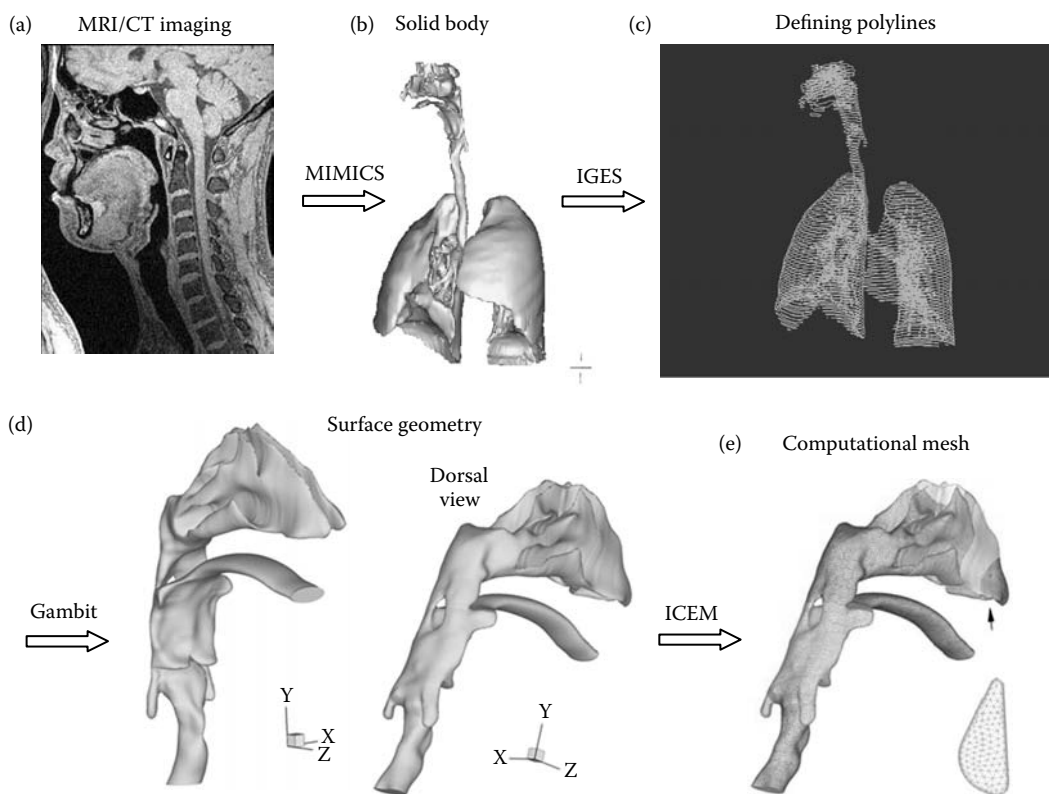 (a) MRI/CT imaging
(b) Solid body
(c) Defining polylines
MIMICS
IGES
(d) Surface geometry
Dorsal
view
(e) Computational mesh
Gambit
ICEM
Y
X
Z
Y
X
Z